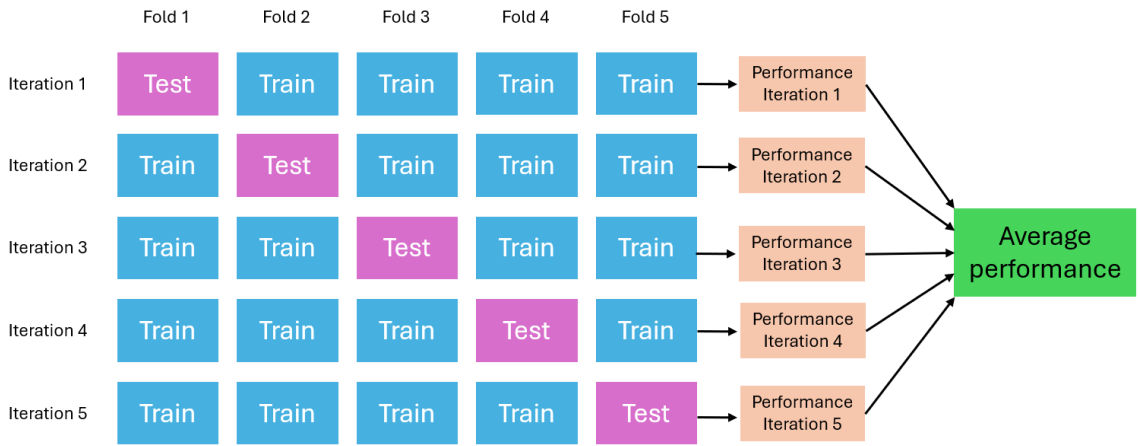 Fold 1 Fold 2 Fold 3 Fold 4 Fold 5
Iteration 1 Test Train Train Train Train Performance
Iteration 1
Iteration 2 Train Test Train Train Train Performance
Iteration 2
Average
performance
Iteration 3 Train Train Test Train Train Performance
Iteration 3
Iteration 4 Train Train Train Test Train Performance
Iteration 4
Iteration 5 Train Train Train Train Test Performance
Iteration 5